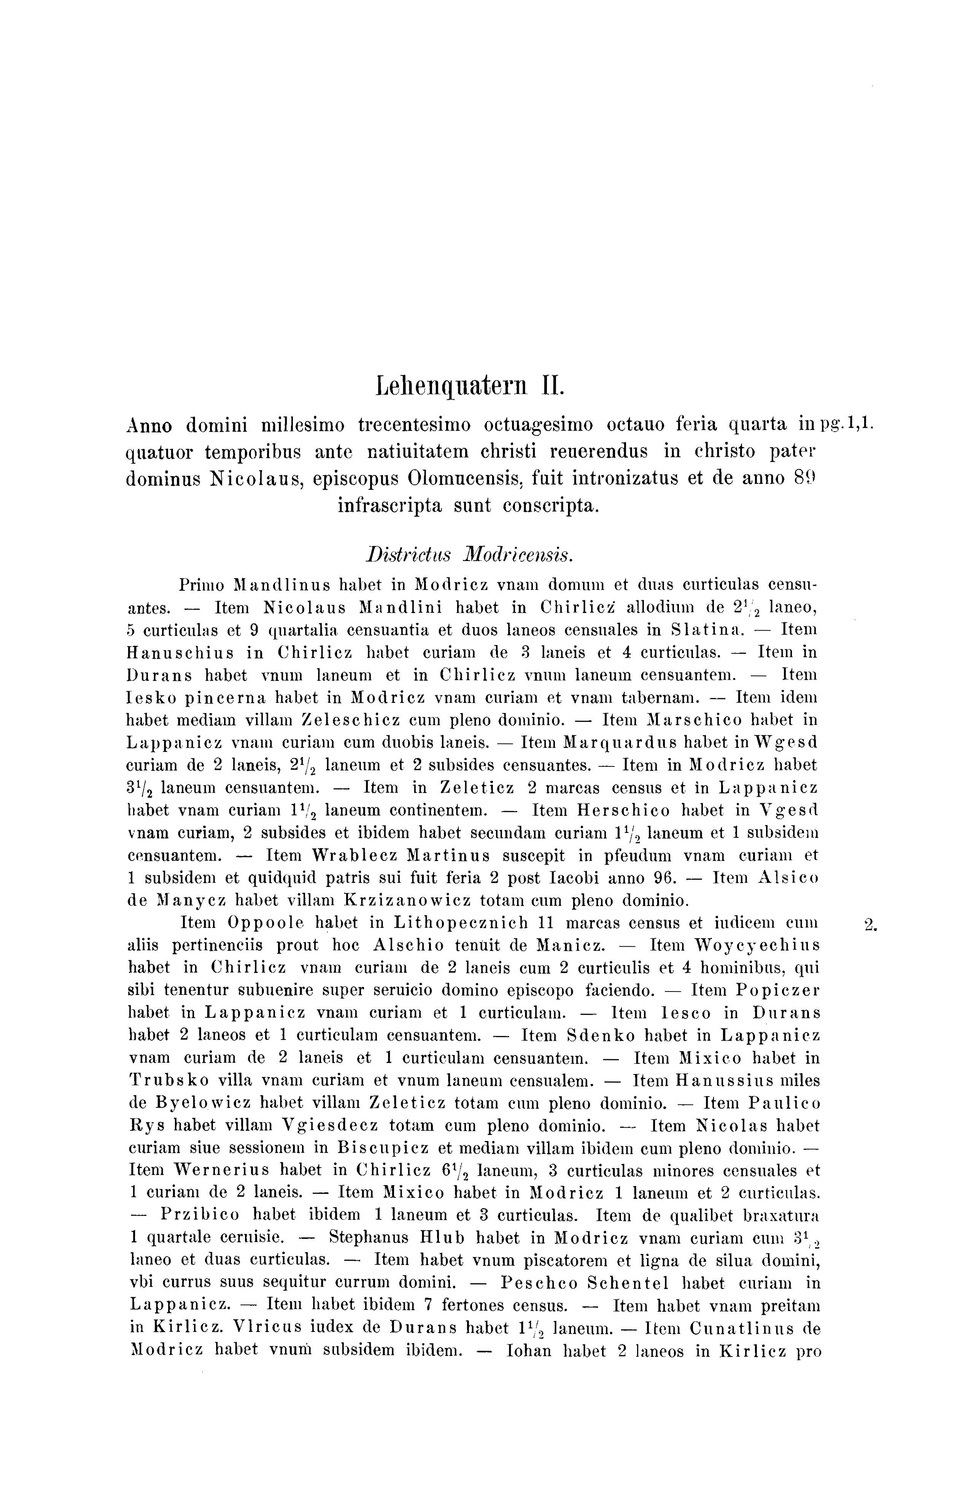 Lehenquatern II.
Anno domini millesimo trecentesimo octuagesimo octauo feria quarta in pg. 1,1.
quatuor temporibus ante natiuitatem christi reuerendus in christo pater
dominus Nicolaus, episcopus Olomucensis, fuit intronizatus et de anno 89
infrascripta sunt conscripta.
Districtus Modricensis.
Primo Mandlinus habet in Modricz vnam domum et duas curticulas censu-
antes. — Item Nicolaus Mandlini habet in Chirlicz allodium de 2 1/2 laneo,
5 curticulas et 9 quartalia censuantia et duos laneos censuales in Slatina. — Item
Hanuschius in Chirlicz habet curiam de 3 laneis et 4 curticulas. — Item in
Durans habet vnum laneum et in Chirlicz vnum laneum censuantem. — Item
Iesko pincerna habet in Modricz vnam curiam et vnam tabernam. — Item idem
habet mediam villam Zeleschicz cum pleno dominio. — Item Marschico habet in
Lappanicz vnam curiam cum duobis laneis. — Item Marquardus habet in Wgesd
curiam de 2 laneis, 2 1/2 laneum et 2 subsides censuantes. — Item in Modricz habet
3 1/2 laneum censuantem. — Item in Zeleticz 2 marcas census et in Lappanicz
habet vnam curiam 1 1/2 laneum continentem. — Item Herschico habet in Vgesd
vnam curiam, 2 subsides et ibidem habet secundam curiam 1 1/2 laneum et 1 subsidem
censuantem. — Item Wrablecz Martinus suscepit in pfeudum vnam curiam et
1 subsidem et quidquid patris sui fuit feria 2 post Iacobi anno 96. — Item Alsico
de Manycz habet villam Krzizanowicz totam cum pleno dominio.
Item Oppoole habet in Lithopecznich 11 marcas census et iudicem cum 2.
aliis pertinenciis prout hoc Alschio tenuit de Manicz. — Item Woycyechius
habet in Chirlicz vnam curiam de 2 laneis cum 2 curticulis et 4 hominibus, qui
sibi tenentur subuenire super seruicio domino episcopo faciendo. — Item Popiczer
habet in Lappanicz vnam curiam et 1 curticulam. — Item Iesco in Durans
habet 2 laneos et 1 curticulam censuantem. — Item Sdenko habet in Lappanicz
vnam curiam de 2 laneis et 1 curticulam censuantem. — Item Mixico habet in
Trubsko villa vnam curiam et vnum laneum censualem. — Item Hanussius miles
de Byelowicz habet villam Zeleticz totam cum pleno dominio. — Item Paulico
Rys habet villam Vgiesdecz totam cum pleno dominio. — Item Nicolas habet
curiam siue sessionem in Biscupicz et mediam villam ibidem cum pleno dominio. —
Item Wernerius habet in Chirlicz 6 1/2 laneum, 3 curticulas minores censuales et
1 curiam de 2 laneis. — Item Mixico habet in Modricz 1 laneum et 2 curticulas.
— Przibico habet ibidem 1 laneum et 3 curticulas. Item de qualibet braxatura
1 quartale ceruisie. — Stephanus Hlub habet in Modricz vnam curiam cum 3 1/2
laneo et duas curticulas. — Item habet vnum piscatorem et ligna de silua domini,
vbi currus suus sequitur currum domini. — Peschco Schentel habet curiam in
Lappanicz. — Item habet ibidem 7 fertones census. — Item habet vnam preitam
in Kirlicz. Vlricus iudex de Durans habet 1 1/2 laneum. — Item Cunatlinus de
Modricz habet vnum subsidem ibidem. — Iohan habet 2 laneos in Kirlicz pro